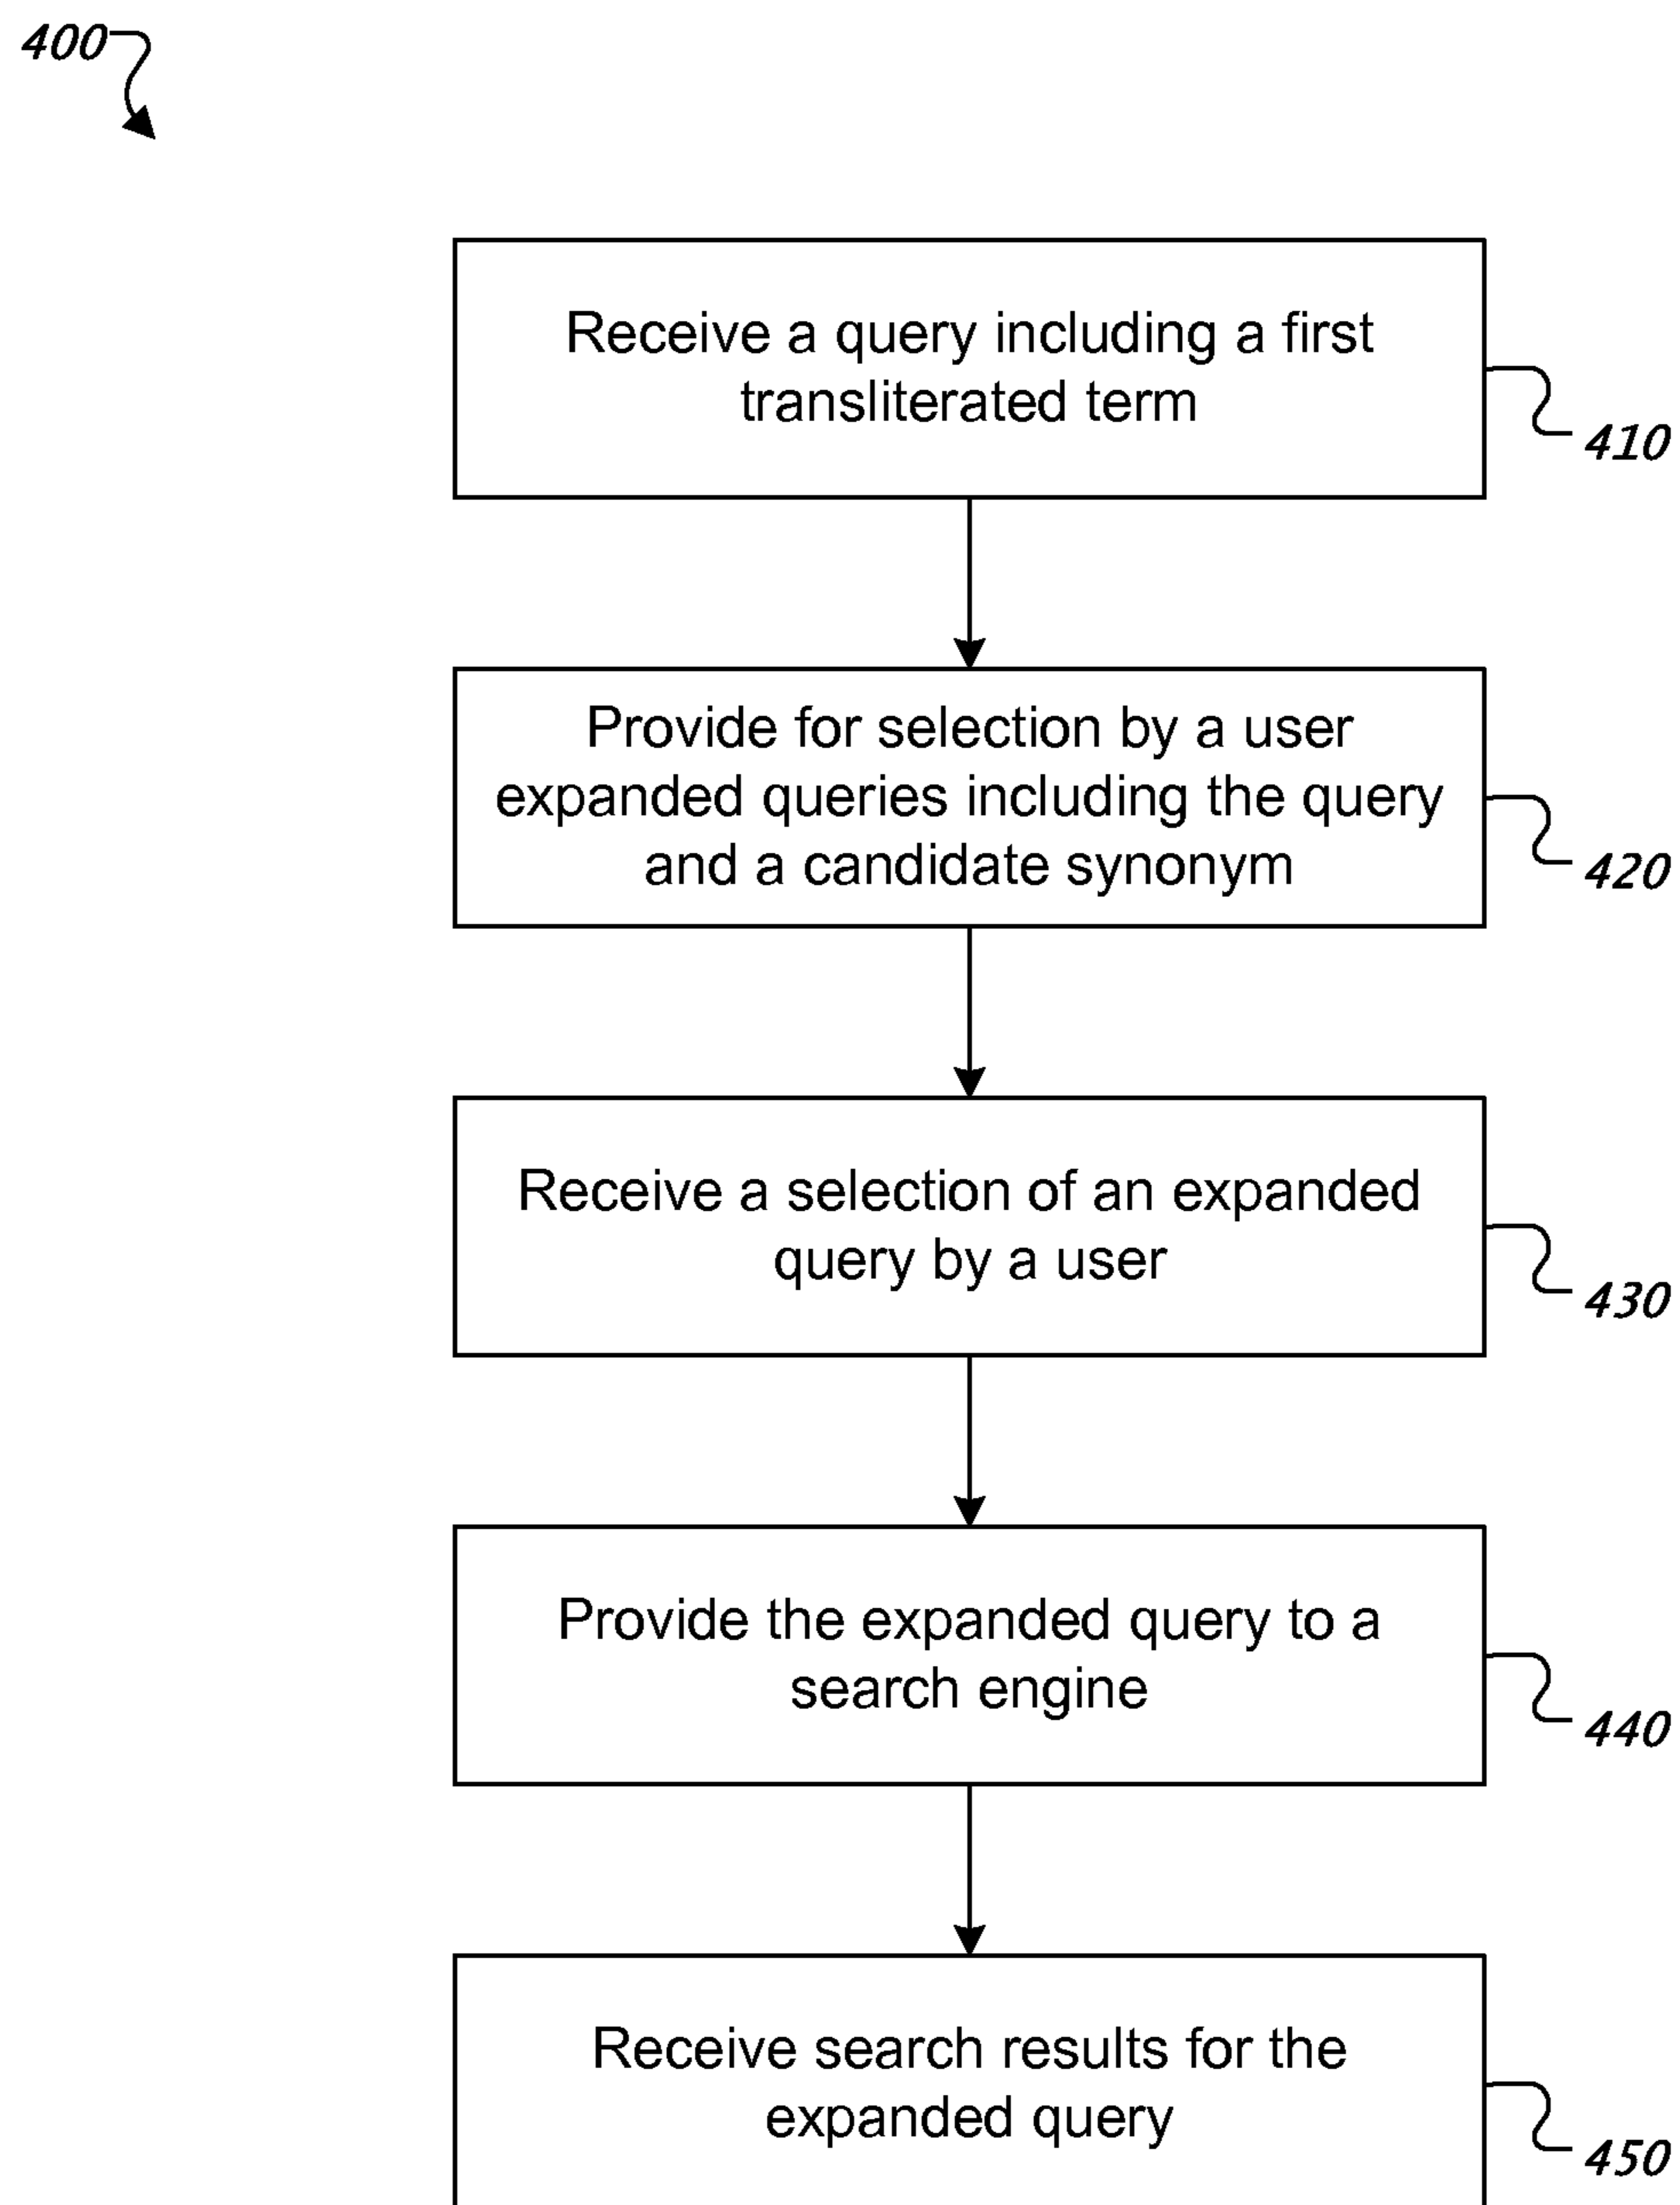 400
Receive a query including a first
transliterated term
410
Provide for selection by a user
expanded queries including the query
and a candidate synonym
420
Receive a selection of an expanded
query by a user
430
Provide the expanded query to a
search engine
440
Receive search results for the
expanded query
450